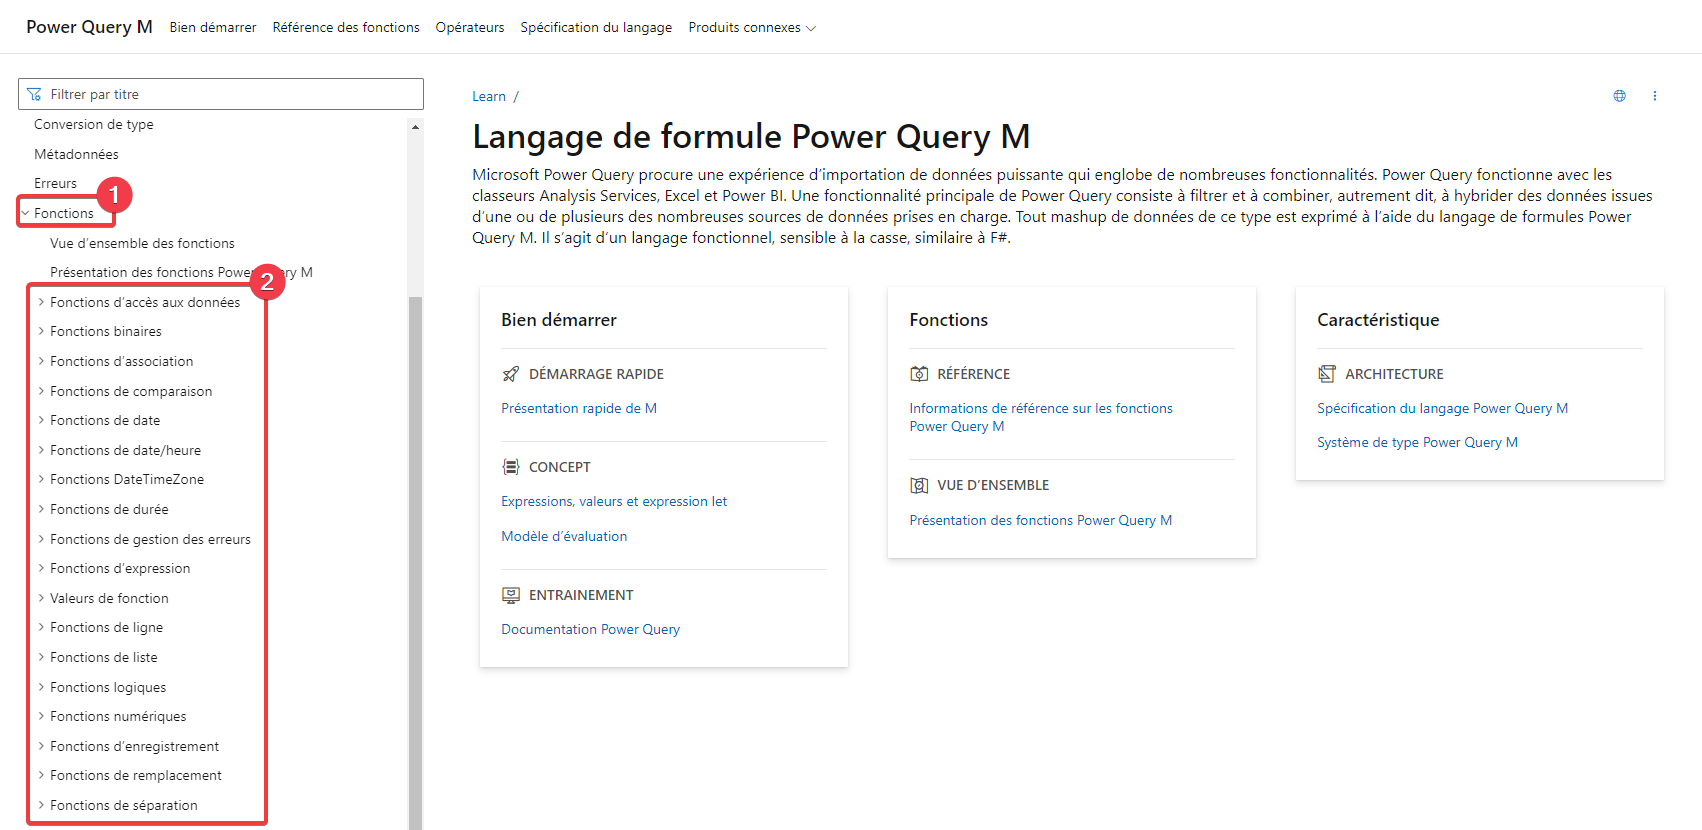 Power Query M Bien démarrer Référence des fonctions Opérateurs Spécification du langage Produits connexes
Filtrer par titre
Conversion de type
Métadonnées
Erreurs
1
Fonctions
Vue d’ensemble des fonctions
Présentation des fonctions Power Query M
2
Fonctions d’accès aux données
Fonctions binaires
Fonctions d’association
Fonctions de comparaison
Fonctions de date
Fonctions de date/heure
Fonctions DateTimeZone
Fonctions de durée
Fonctions de gestion des erreurs
Fonctions d’expression
Valeurs de fonction
Fonctions de ligne
Fonctions de liste
Fonctions logiques
Fonctions numériques
Fonctions d’enregistrement
Fonctions de remplacement
Fonctions de séparation
Learn /
Langage de formule Power Query M
Microsoft Power Query procure une expérience d’importation de données puissante qui englobe de nombreuses fonctionnalités. Power Query fonctionne avec les
classeurs Analysis Services, Excel et Power BI. Une fonctionnalité principale de Power Query consiste à filtrer et à combiner, autrement dit, à hybrider des données issues
d’une ou de plusieurs des nombreuses sources de données prises en charge. Tout mashup de données de ce type est exprimé à l’aide du langage de formules Power
Query M. Il s’agit d’un langage fonctionnel, sensible à la casse, similaire à F#.
Bien démarrer
DÉMARRAGE RAPIDE
Présentation rapide de M
CONCEPT
Expressions, valeurs et expression let
Modèle d’évaluation
ENTRAINEMENT
Documentation Power Query
Fonctions
RÉFÉRENCE
Informations de référence sur les fonctions
Power Query M
VUE D’ENSEMBLE
Présentation des fonctions Power Query M
Caractéristique
ARCHITECTURE
Spécification du langage Power Query M
Système de type Power Query M